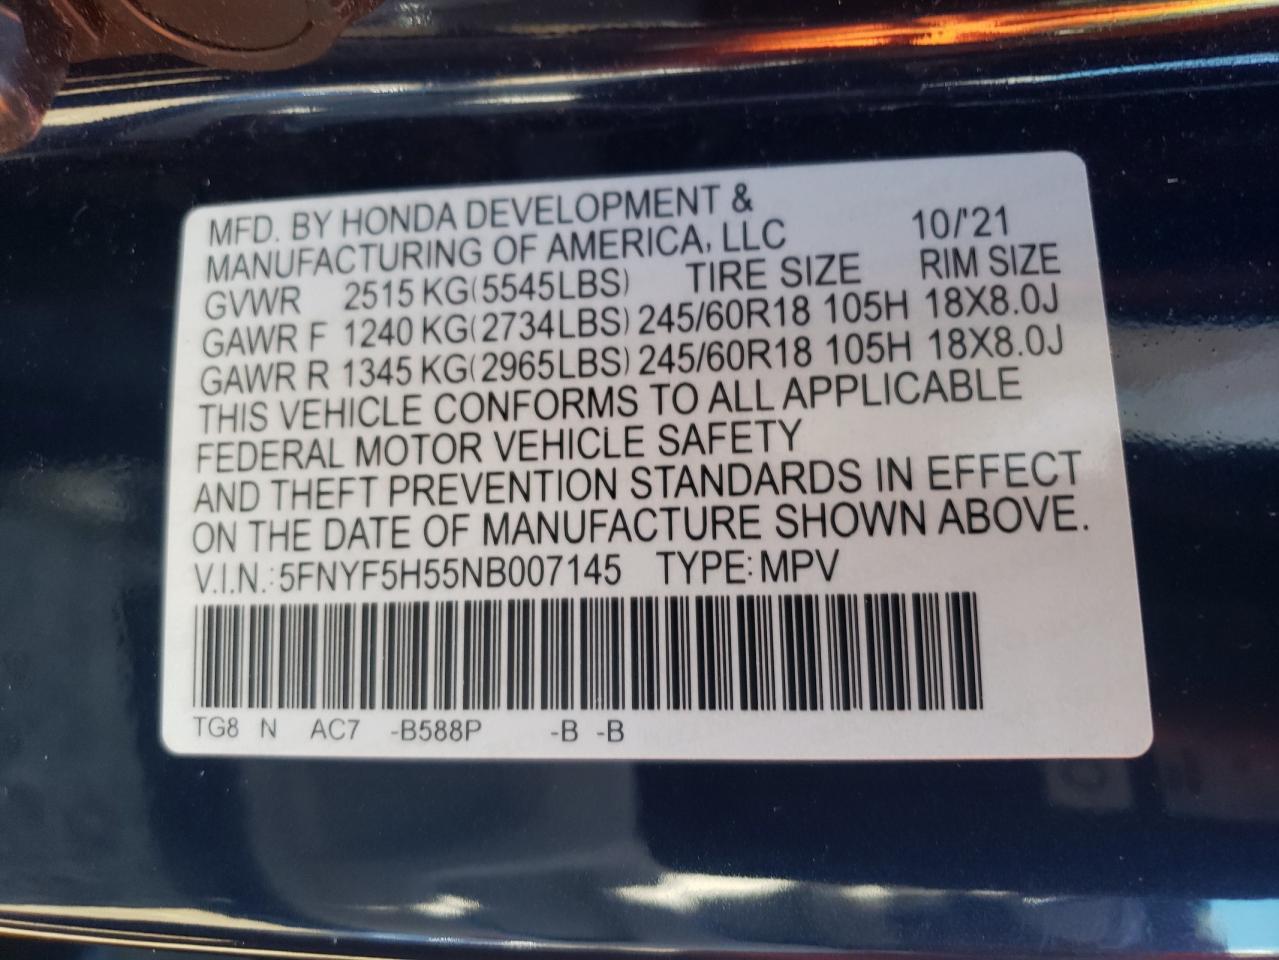 MFD. BY HONDA DEVELOPMENT &
MANUFACTURING OF AMERICA, LLC 10/'21
GVWR 2515 KG(5545LBS) TIRE SIZE RIM SIZE
GAWR F 1240 KG(2734LBS) 245/60R18 105H 18X8.0J
GAWR R 1345 KG(2965LBS) 245/60R18 105H 18X8.0J
THIS VEHICLE CONFORMS TO ALL APPLICABLE
FEDERAL MOTOR VEHICLE SAFETY
AND THEFT PREVENTION STANDARDS IN EFFECT
ON THE DATE OF MANUFACTURE SHOWN ABOVE.
V.I.N.: 5FNYF5H55NB007145 TYPE: MPV
TG8 N AC7 -B588P -B -B